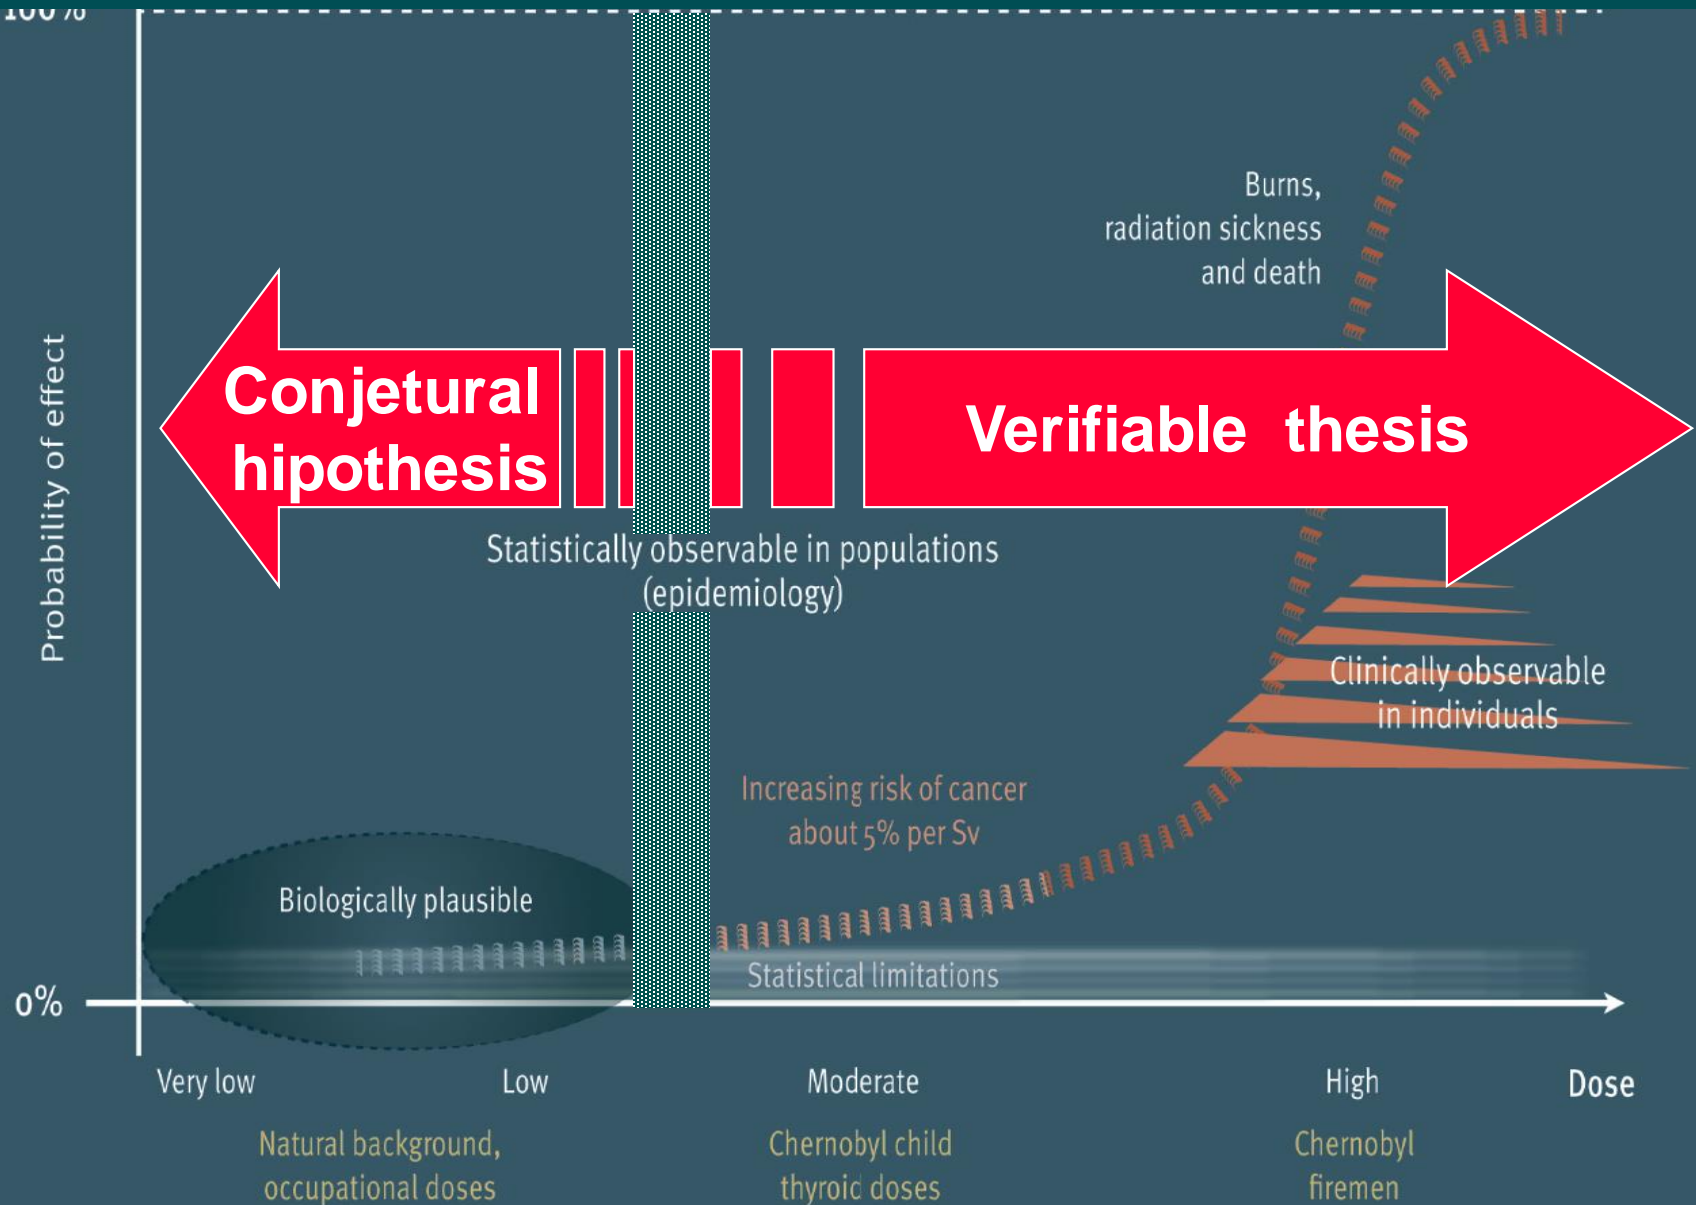 100%
Burns,
radiation sickness
and death
Probability of effect
Conjetural
hipothesis
Verifiable thesis
Statistically observable in populations
(epidemiology)
Clinically observable
in individuals
Increasing risk of cancer
about 5% per Sv
Biologically plausible
Statistical limitations
0%
Very low
Low
Moderate
High
Dose
Natural background,
occupational doses
Chernobyl child
thyroid doses
Chernobyl
firemen